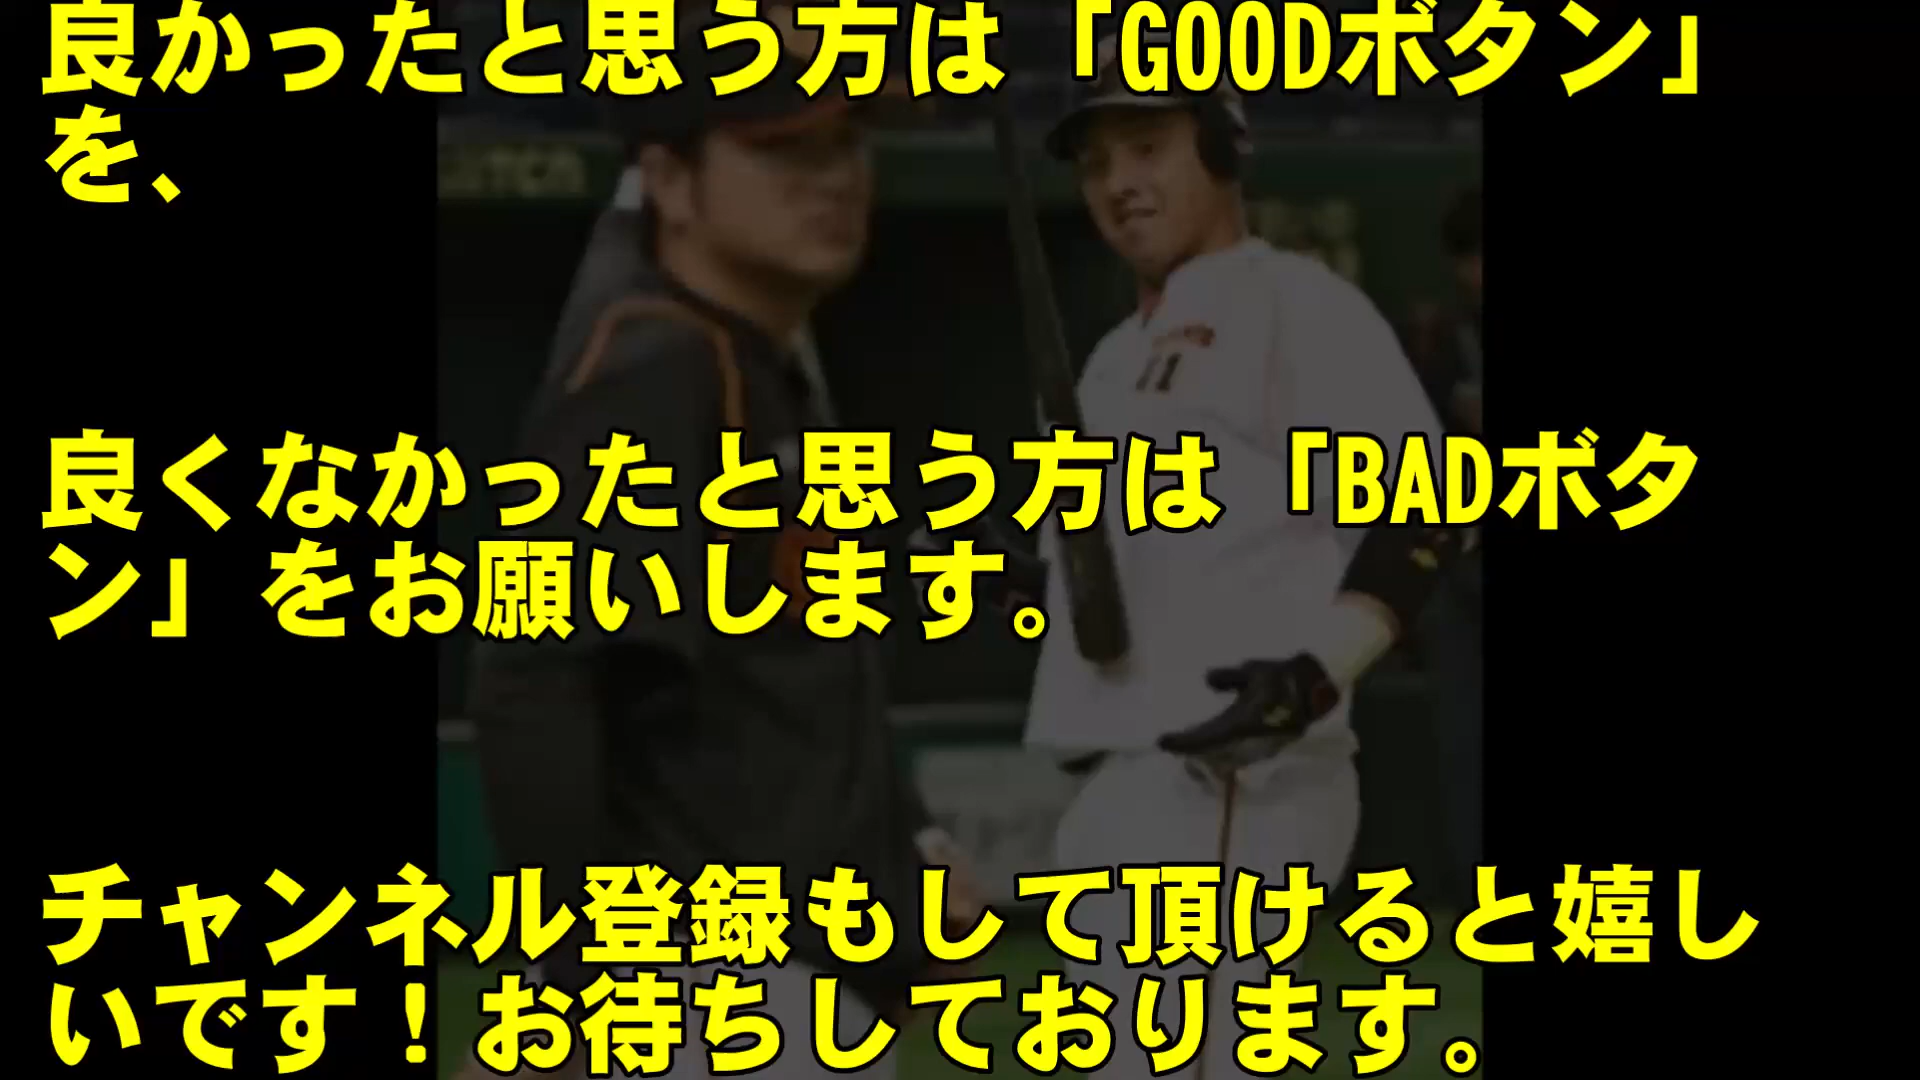 良かったと思う方は「GOODボタン」
を、
良くなかったと思う方は「BADボタ
ン」をお願いします。
チャンネル登録もして頂けると嬉し
いです！お待ちしております。